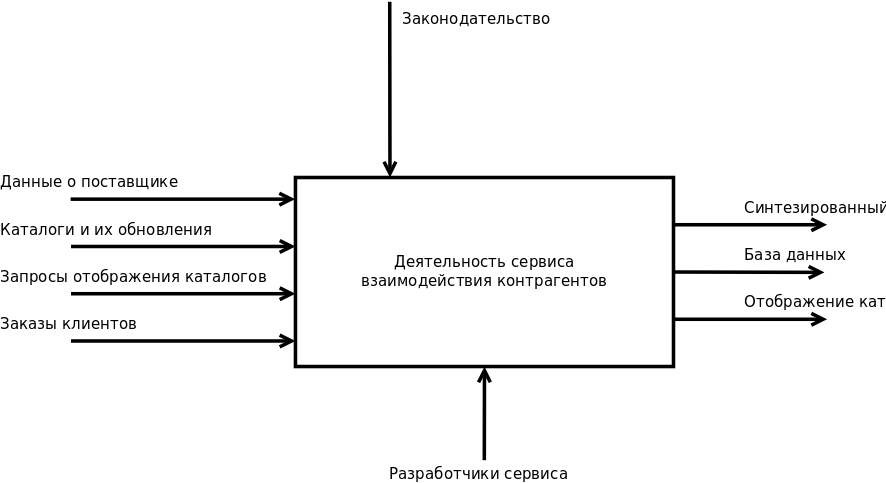 Законодательство
Данные о поставщике
Каталоги и их обновления
Запросы отображения каталогов
Заказы клиентов
Деятельность сервиса
взаимодействия контрагентов
Синтезированный
База данных
Отображение кат
Разработчики сервиса